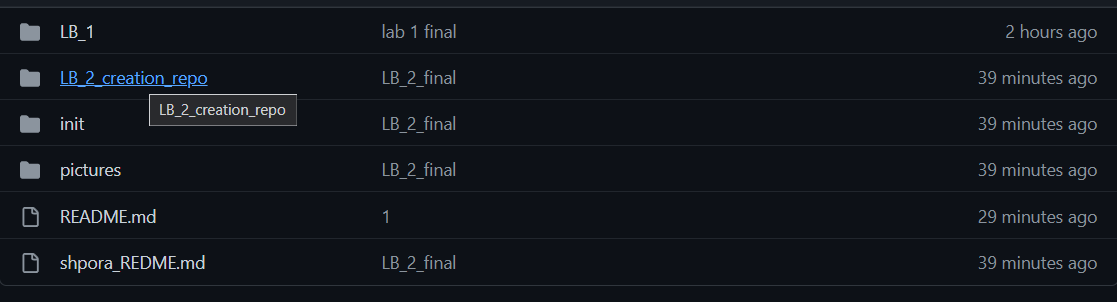 LB_1 lab 1 final 2 hours ago
LB_2_creation_repo LB_2_final 39 minutes ago
LB_2_creation_repo
init LB_2_final 39 minutes ago
pictures LB_2_final 39 minutes ago
README.md 1 29 minutes ago
shpora_REDME.md LB_2_final 39 minutes ago